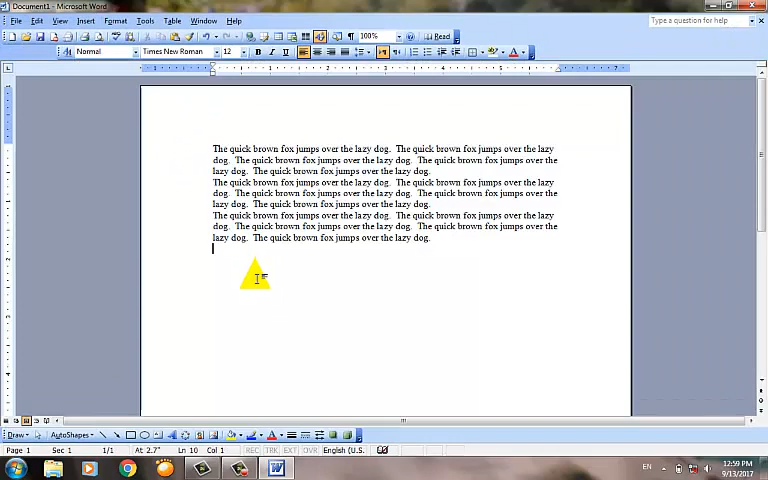 Document1 - Microsoft Word
File Edit View Insert Format Tools Table Window Help
Type a question for help
100% Read
Normal Times New Roman 12 B I U
1 1 2 3 4 5 7
The quick brown fox jumps over the lazy dog. The quick brown fox jumps over the lazy
dog. The quick brown fox jumps over the lazy dog. The quick brown fox jumps over the
lazy dog. The quick brown fox jumps over the lazy dog.
The quick brown fox jumps over the lazy dog. The quick brown fox jumps over the lazy
dog. The quick brown fox jumps over the lazy dog. The quick brown fox jumps over the
lazy dog. The quick brown fox jumps over the lazy dog.
The quick brown fox jumps over the lazy dog. The quick brown fox jumps over the lazy
dog. The quick brown fox jumps over the lazy dog. The quick brown fox jumps over the
lazy dog. The quick brown fox jumps over the lazy dog.
Draw AutoShapes
Page 1 Sec 1 1/1 At 2.7" Ln 10 Col 1 REC TRK EXT OVR English (U.S.
EN 12:59 PM
9/13/2017